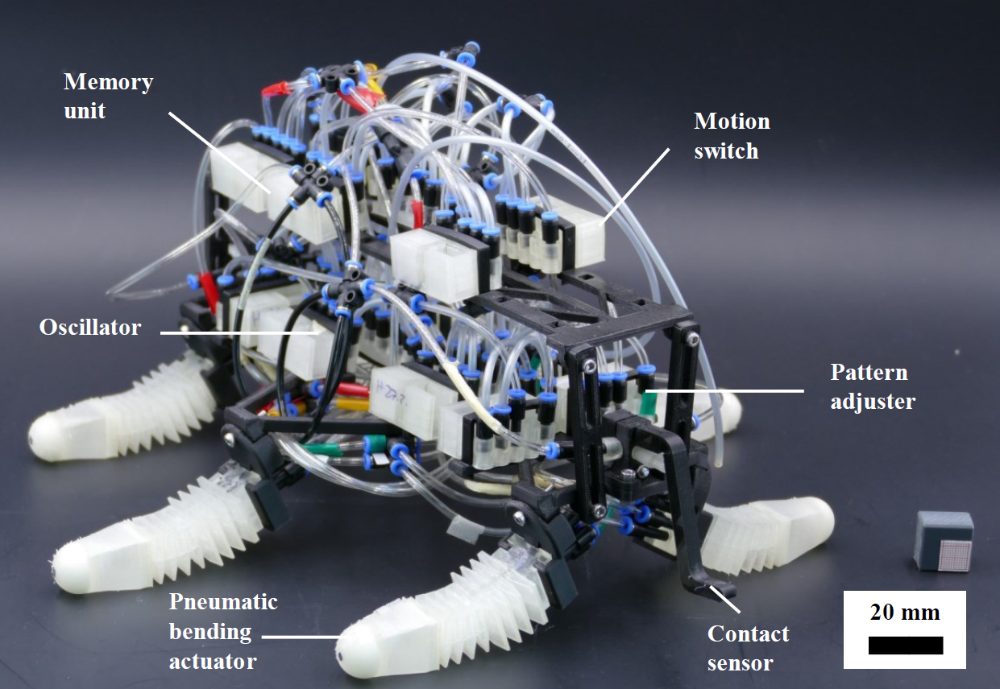 Memory
unit
Motion
switch
Oscillator
Pattern
adjuster
Pneumatic
bending
actuator
Contact
sensor
20 mm